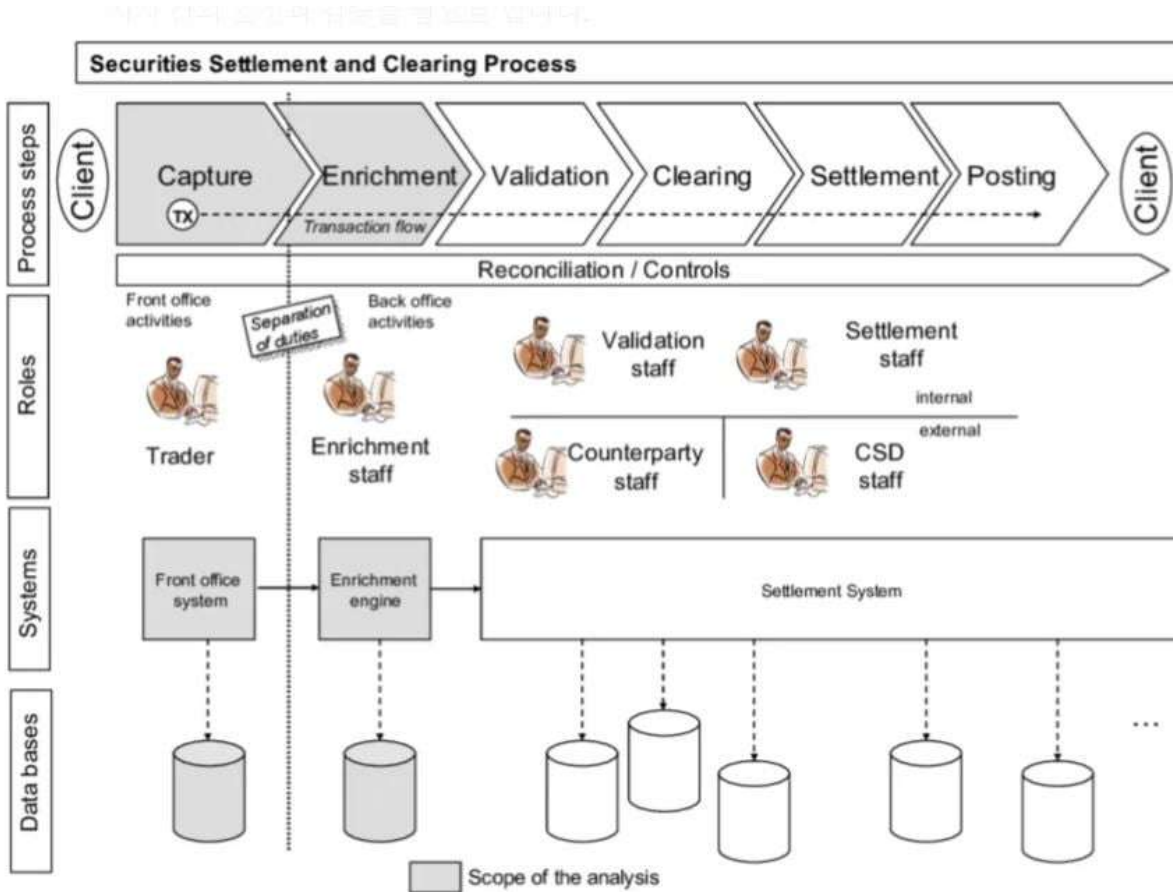 Securities Settlement and Clearing Process
Process steps
Client
Capture
Enrichment
Validation
Clearing
Settlement
Posting
Client
TX
Transaction flow
Reconciliation / Controls
Roles
Front office
activities
Separation
of duties
Back office
activities
Trader
Enrichment
staff
Validation
staff
Settlement
staff
internal
external
Counterparty
staff
CSD
staff
Systems
Front office
system
Enrichment
engine
Settlement System
Data bases
...
Scope of the analysis